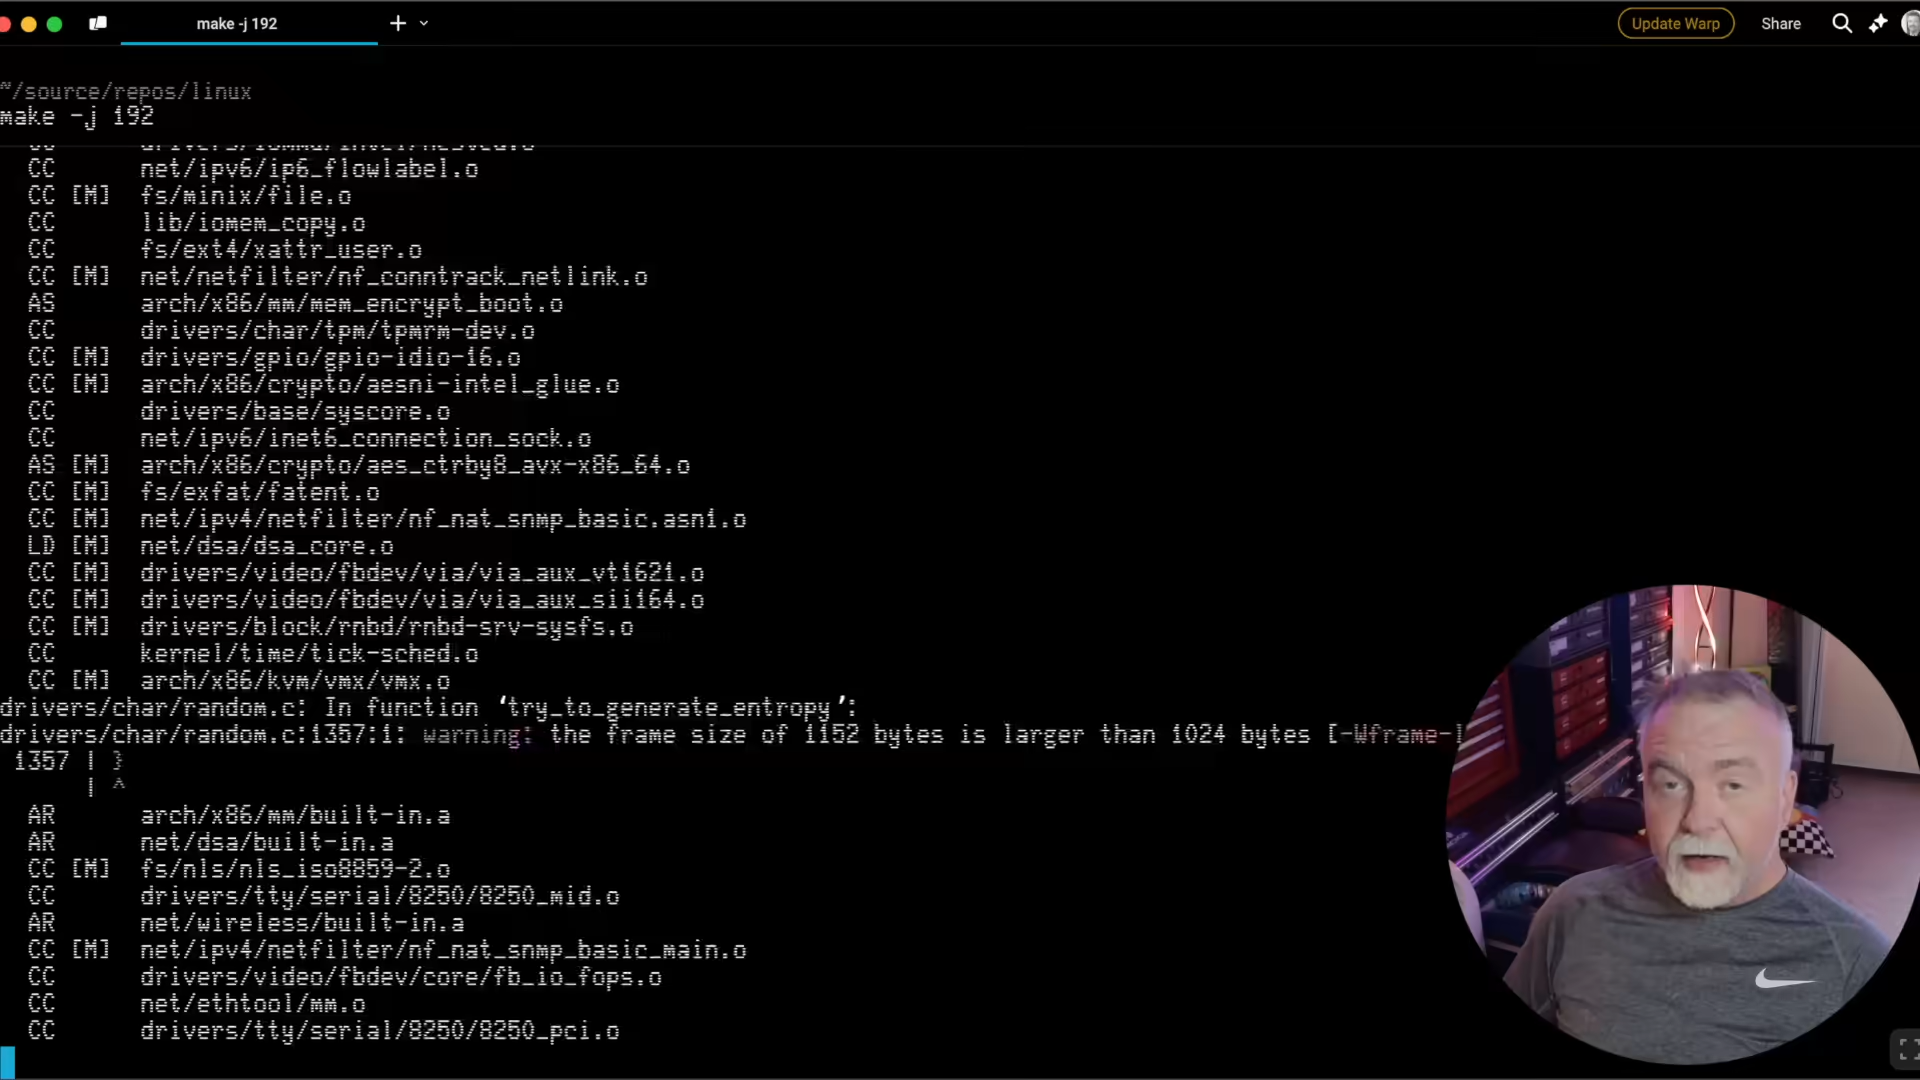 make -j 192
Update Warp
Share
~/source/repos/linux
make -j 192
CC net/ipv6/ip6_flowlabel.o
CC [M] fs/minix/file.o
CC lib/iomem_copy.o
CC fs/ext4/xattr_user.o
CC [M] net/netfilter/nf_conntrack_netlink.o
AS arch/x86/mm/mem_encrypt_boot.o
CC drivers/char/tpm/tpmrm-dev.o
CC [M] drivers/gpio/gpio-idio-16.o
CC [M] arch/x86/crypto/aesni-intel_glue.o
CC drivers/base/syscore.o
CC net/ipv6/inet6_connection_sock.o
AS [M] arch/x86/crypto/aes_ctrby8_avx-x86_64.o
CC [M] fs/exfat/fatent.o
CC [M] net/ipv4/netfilter/nf_nat_snmp_basic.asn1.o
LD [M] net/dsa/dsa_core.o
CC [M] drivers/video/fbdev/via/via_aux_vt1621.o
CC [M] drivers/video/fbdev/via/via_aux_sii164.o
CC [M] drivers/block/rnbd/rnbd-srv-sysfs.o
CC kernel/time/tick-sched.o
CC [M] arch/x86/kvm/vmx/vmx.o
drivers/char/random.c: In function ‘try_to_generate_entropy’:
drivers/char/random.c:1357:1: warning: the frame size of 1152 bytes is larger than 1024 bytes [-Wframe-l
1357 | }
| ^
AR arch/x86/mm/built-in.a
AR net/dsa/built-in.a
CC [M] fs/nls/nls_iso8859-2.o
CC drivers/tty/serial/8250/8250_mid.o
AR net/wireless/built-in.a
CC [M] net/ipv4/netfilter/nf_nat_snmp_basic_main.o
CC drivers/video/fbdev/core/fb_io_fops.o
CC net/ethtool/mm.o
CC drivers/tty/serial/8250/8250_pci.o